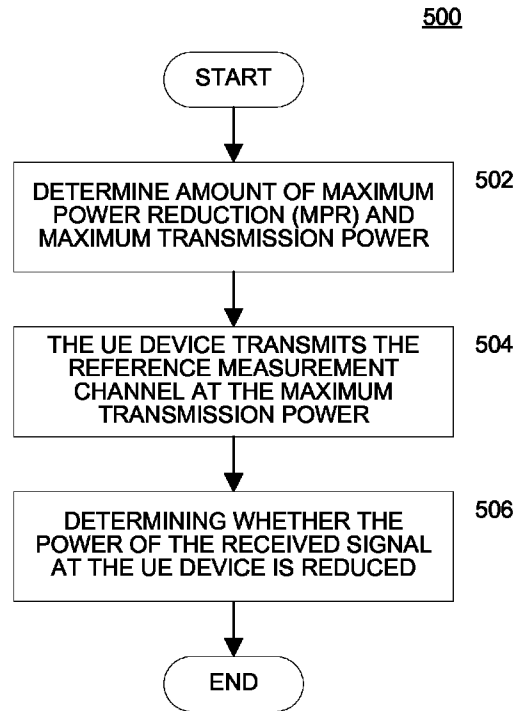 500
START
DETERMINE AMOUNT OF MAXIMUM
POWER REDUCTION (MPR) AND
MAXIMUM TRANSMISSION POWER
502
THE UE DEVICE TRANSMITS THE
REFERENCE MEASUREMENT
CHANNEL AT THE MAXIMUM
TRANSMISSION POWER
504
DETERMINING WHETHER THE
POWER OF THE RECEIVED SIGNAL
AT THE UE DEVICE IS REDUCED
506
END